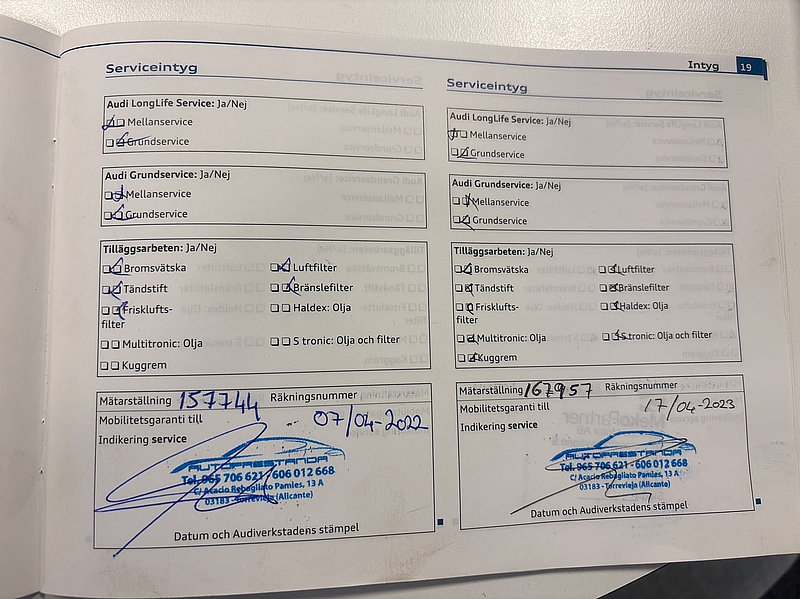 Intyg 19
Serviceintyg
Audi LongLife Service: Ja/Nej
Mellanservice
Grundservice
Audi Grundservice: Ja/Nej
Mellanservice
Grundservice
Tilläggsarbeten: Ja/Nej
Bromsvätska Luftfilter
Tändstift Bränslefilter
Frisklufts- Haldex: Olja
filter
Multitronic: Olja S tronic: Olja och filter
Kuggrem
Mätarställning 157744 Räkningsnummer
Mobilitetsgaranti till 07/04-2022
Indikering service
AUTOPRESTANDA
Tel. 965 706 621 - 606 012 668
C/ Acacio Rebagliato Pamies, 13 A
03183 - Torrevieja (Alicante)
Datum och Audiverkstadens stämpel
Serviceintyg
Audi LongLife Service: Ja/Nej
Mellanservice
Grundservice
Audi Grundservice: Ja/Nej
Mellanservice
Grundservice
Tilläggsarbeten: Ja/Nej
Bromsvätska Luftfilter
Tändstift Bränslefilter
Frisklufts- Haldex: Olja
filter
Multitronic: Olja S tronic: Olja och filter
Kuggrem
Mätarställning 167957 Räkningsnummer
Mobilitetsgaranti till 17/04-2023
Indikering service
AUTOPRESTANDA
Tel. 965 706 621 - 606 012 668
C/ Acacio Rebagliato Pamies, 13 A
03183 - Torrevieja (Alicante)
Datum och Audiverkstadens stämpel